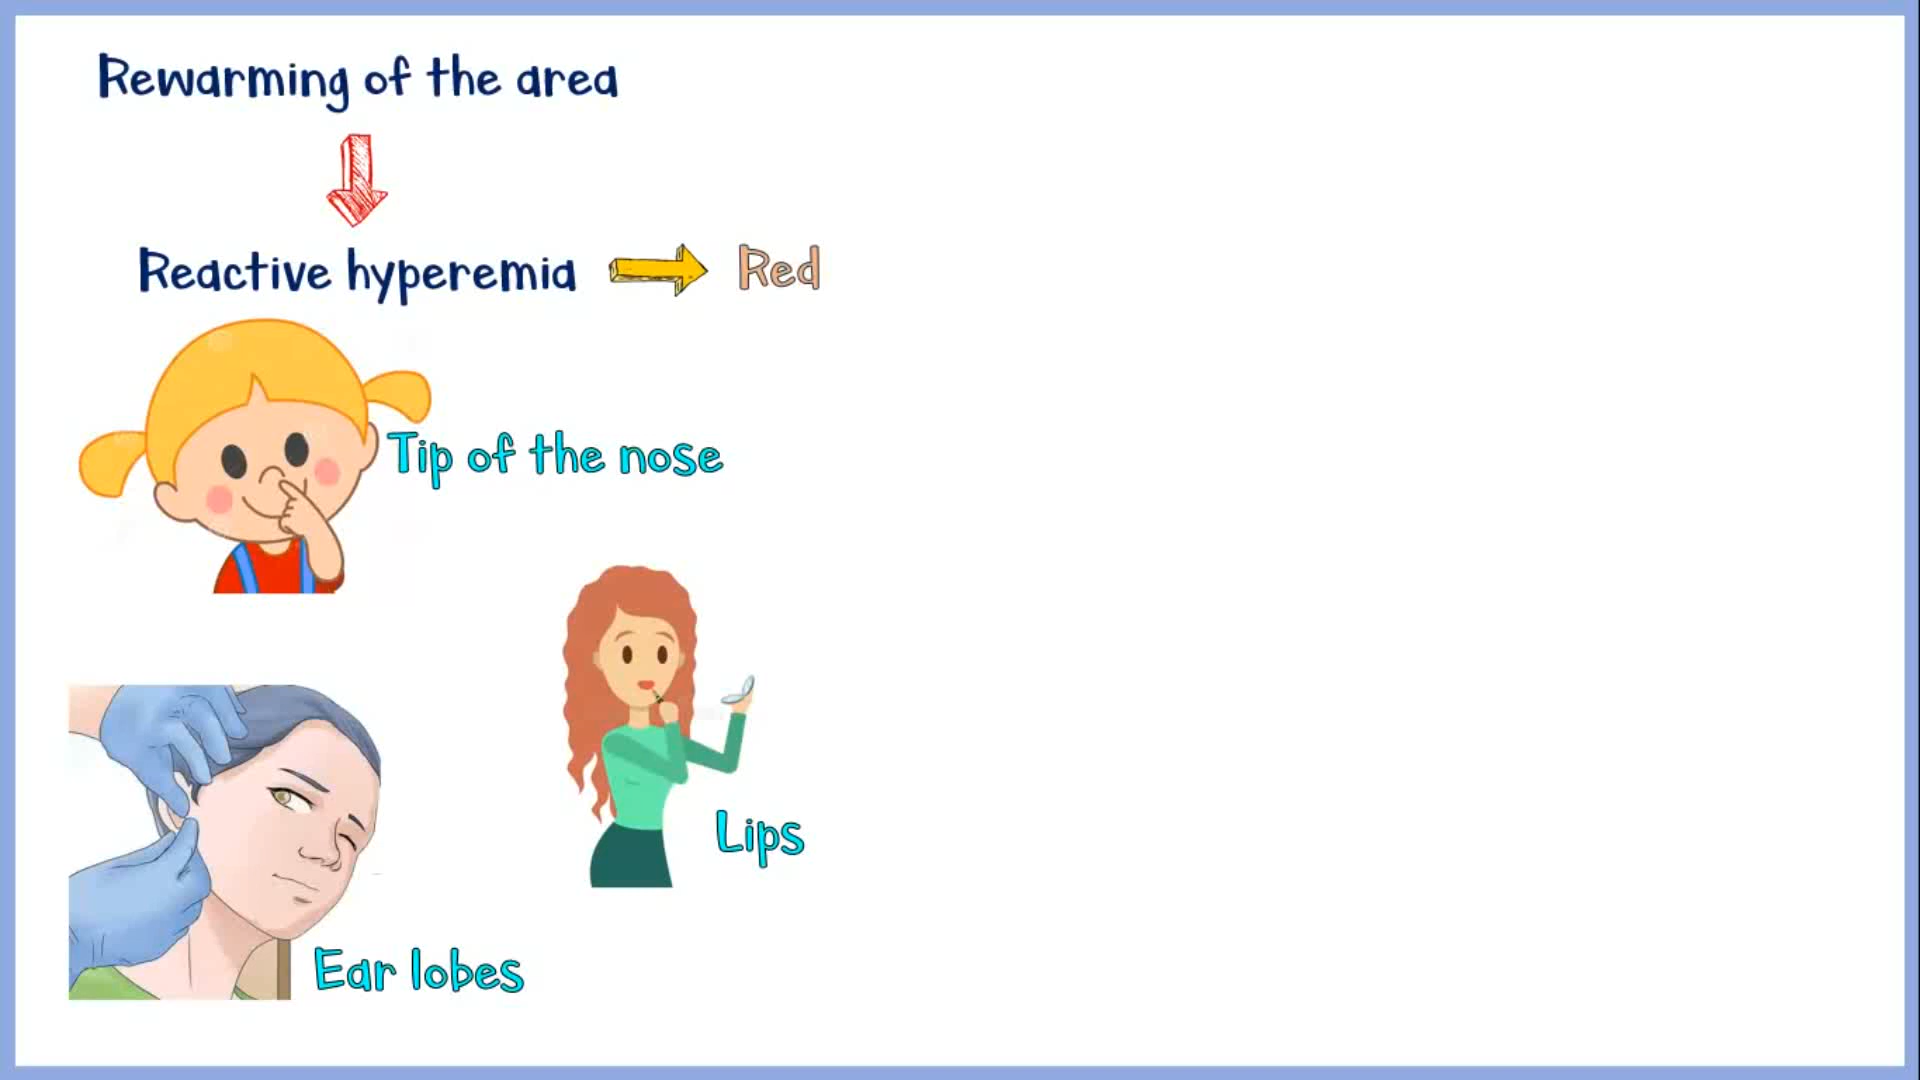 Rewarming of the area
Reactive hyperemia
Red
Tip of the nose
Lips
Ear lobes